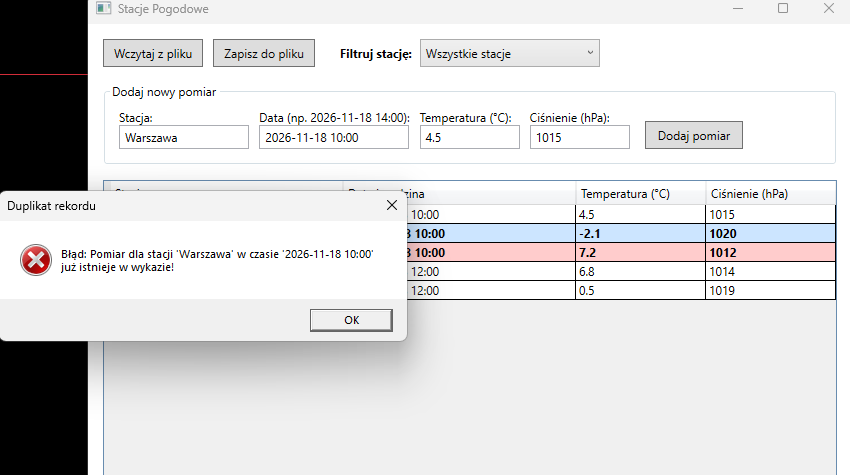 Stacje Pogodowe
Wczytaj z pliku Zapisz do pliku Filtruj stację: Wszystkie stacje
Dodaj nowy pomiar
Stacja: Data (np. 2026-11-18 14:00): Temperatura (°C): Ciśnienie (hPa):
Warszawa 2026-11-18 10:00 4.5 1015 Dodaj pomiar
Temperatura (°C) Ciśnienie (hPa)
10:00 4.5 1015
10:00 -2.1 1020
10:00 7.2 1012
12:00 6.8 1014
12:00 0.5 1019
Duplikat rekordu
Błąd: Pomiar dla stacji 'Warszawa' w czasie '2026-11-18 10:00'
już istnieje w wykazie!
OK